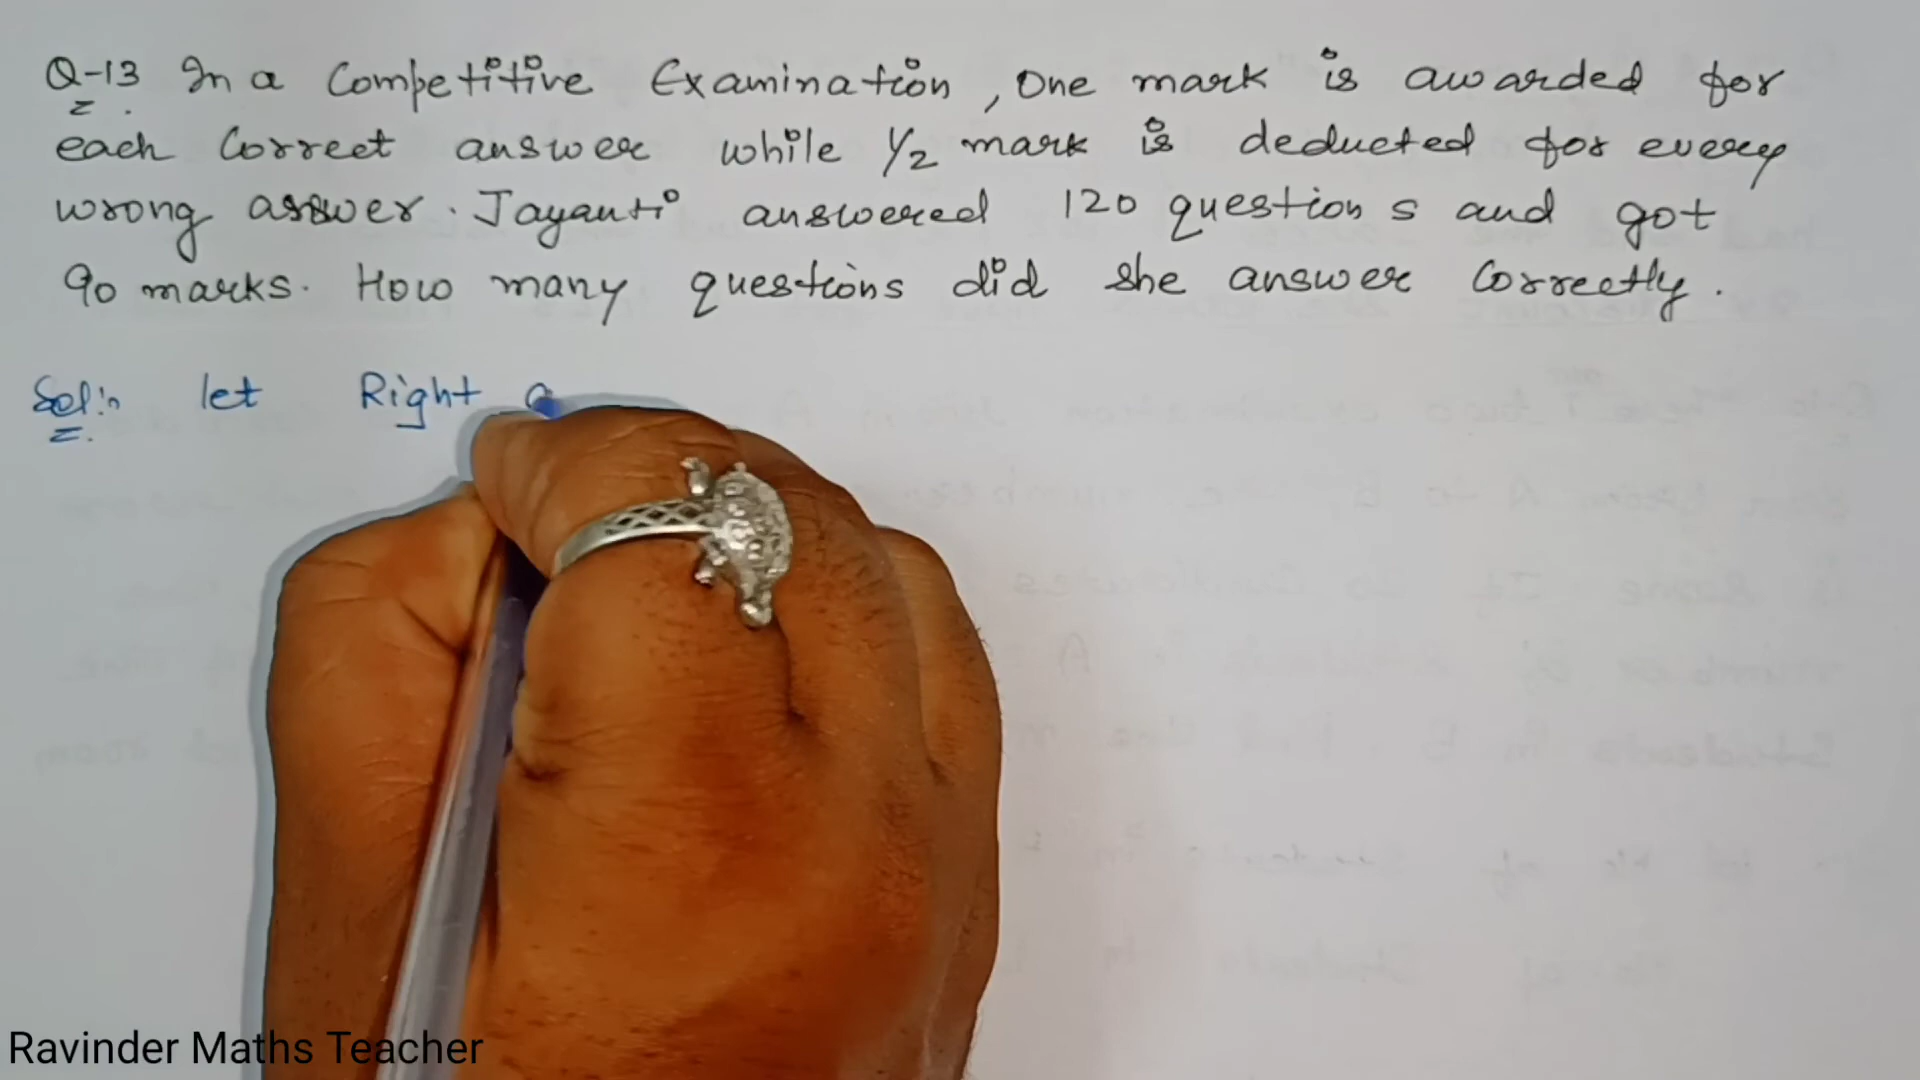 Q-13 In a Competitive Examination, One mark is awarded for
each Correct answer while 1/2 mark is deducted for every
wrong answer. Jayanti answered 120 questions and got
90 marks. How many questions did she answer Correctly.
Sol:n let Right
Ravinder Maths Teacher